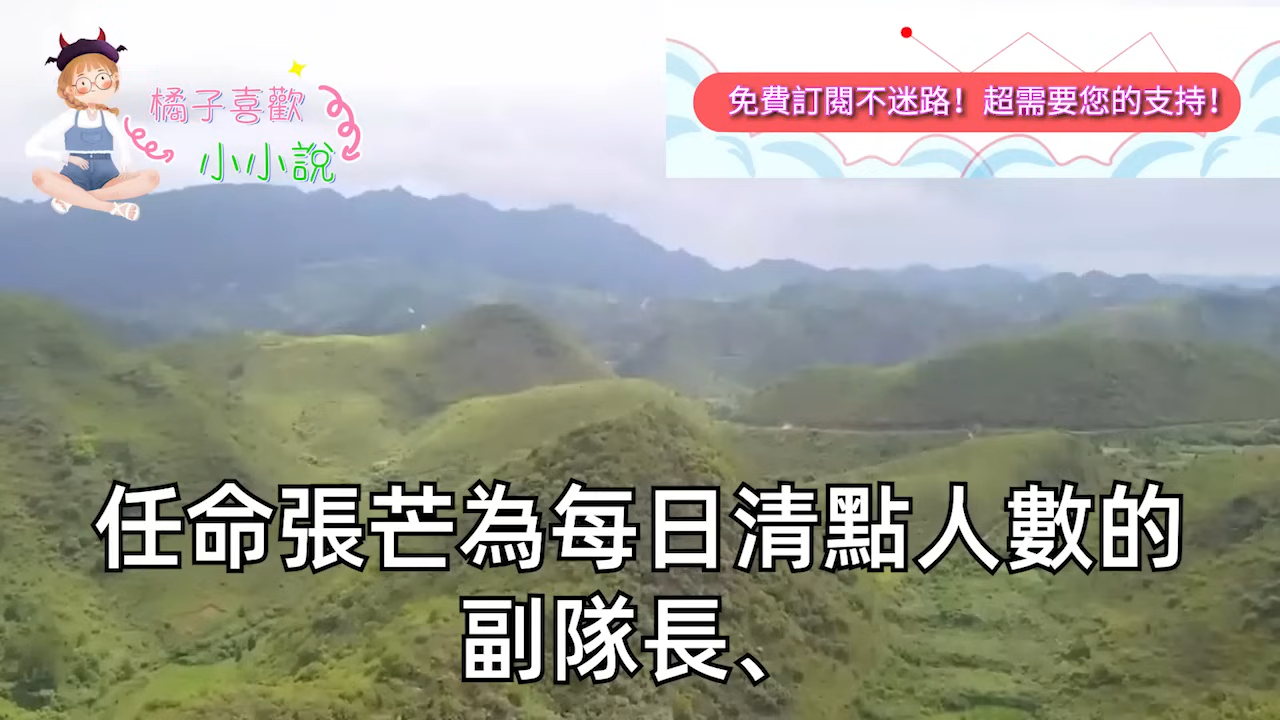 橘子喜歡
小小說
免費訂閱不迷路！超需要您的支持！
任命張芒為每日清點人數的
副隊長、